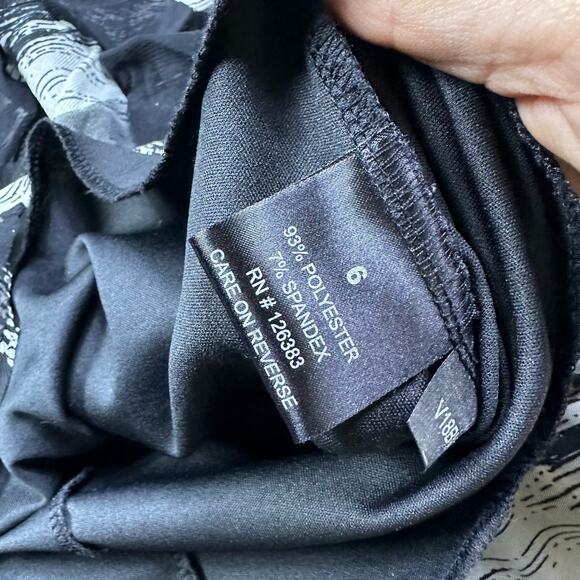 6
93% POLYESTER
7% SPANDEX
RN # 126383
CARE ON REVERSE